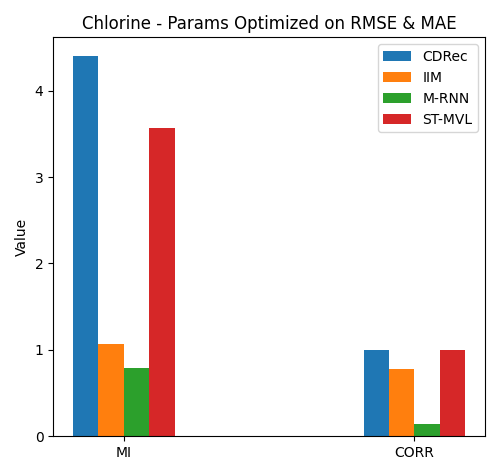 Chlorine - Params Optimized on RMSE & MAE
CDRec
IIM
M-RNN
ST-MVL
Value
4
3
2
1
0
MI
CORR